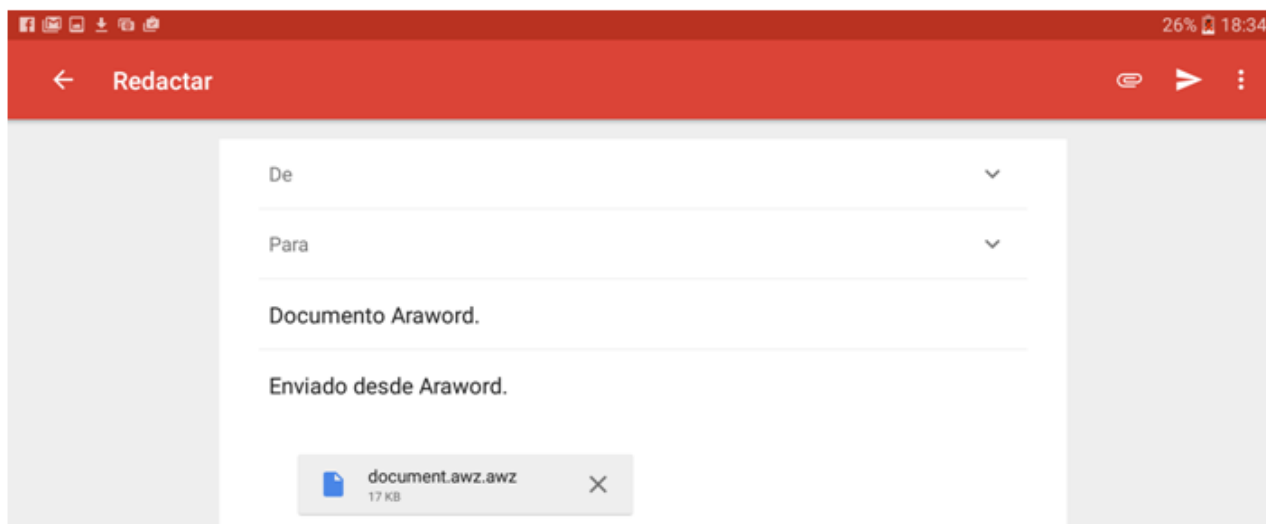 26% 18:34
Redactar
De
Para
Documento Araword.
Enviado desde Araword.
document.awz.awz
17 KB